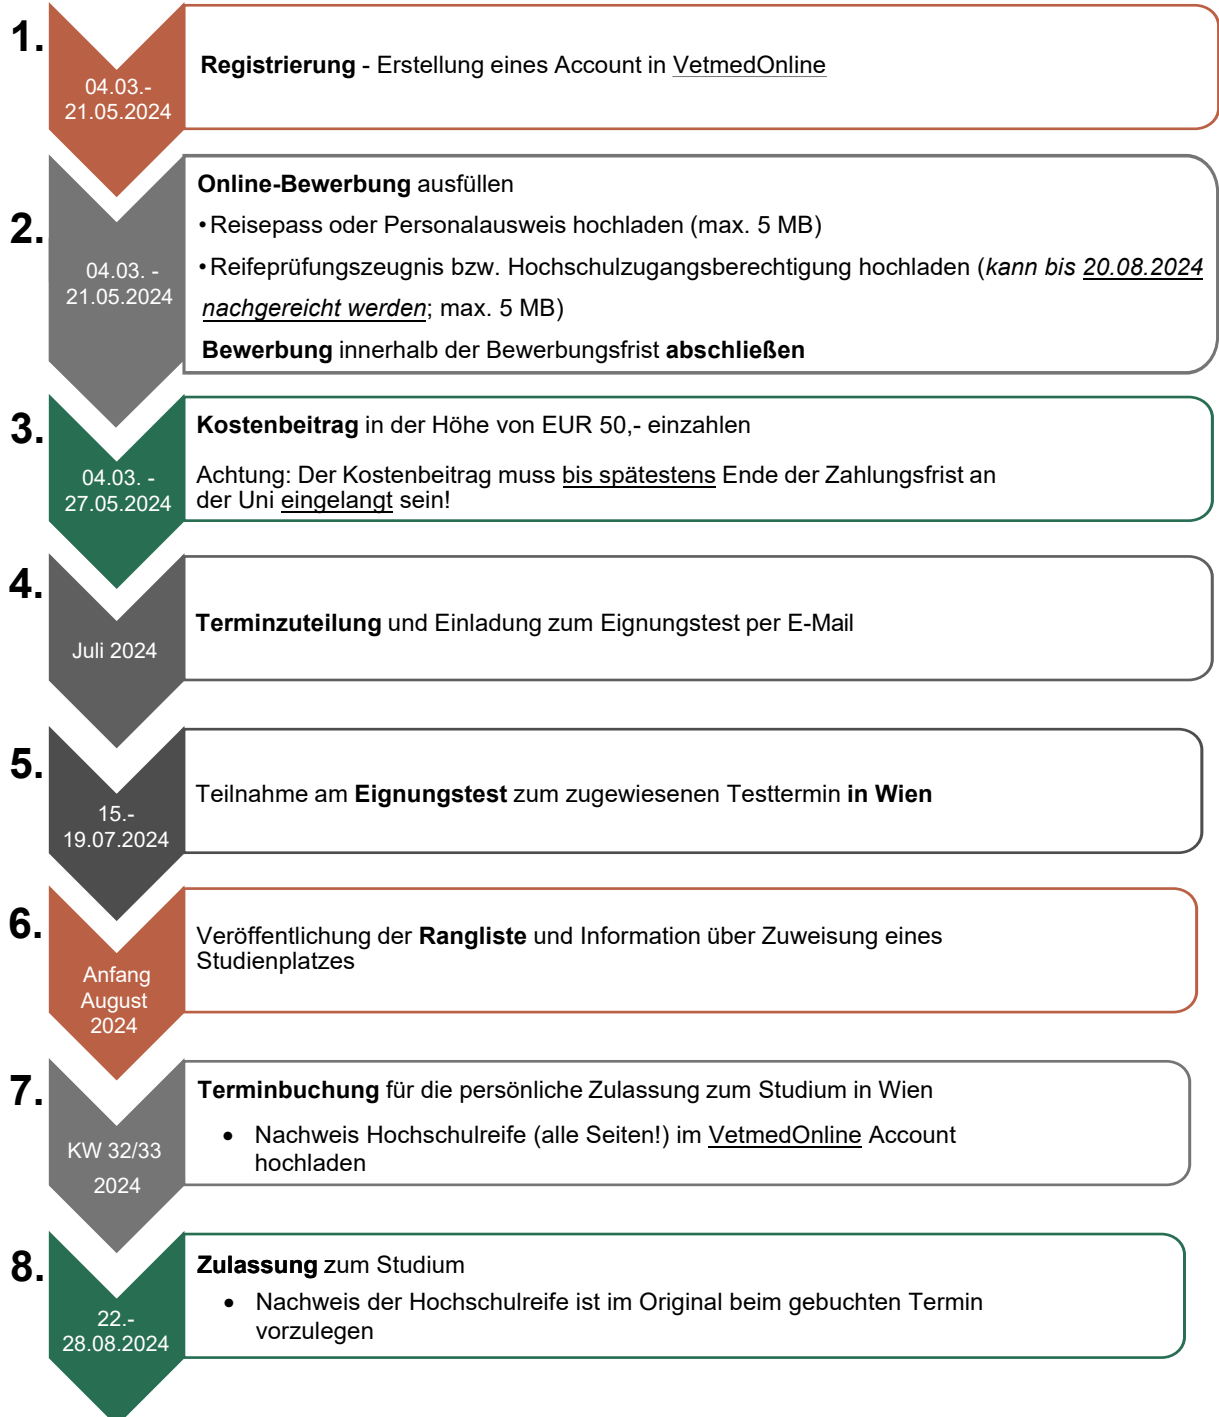 1.
04.03.-
21.05.2024
Registrierung - Erstellung eines Account in VetmedOnline
2.
04.03. -
21.05.2024
Online-Bewerbung ausfüllen
•Reisepass oder Personalausweis hochladen (max. 5 MB)
•Reifeprüfungszeugnis bzw. Hochschulzugangsberechtigung hochladen (kann bis 20.08.2024
nachgereicht werden; max. 5 MB)
Bewerbung innerhalb der Bewerbungsfrist abschließen
3.
04.03. -
27.05.2024
Kostenbeitrag in der Höhe von EUR 50,- einzahlen
Achtung: Der Kostenbeitrag muss bis spätestens Ende der Zahlungsfrist an
der Uni eingelangt sein!
4.
Juli 2024
Terminzuteilung und Einladung zum Eignungstest per E-Mail
5.
15.-
19.07.2024
Teilnahme am Eignungstest zum zugewiesenen Testtermin in Wien
6.
Anfang
August
2024
Veröffentlichung der Rangliste und Information über Zuweisung eines
Studienplatzes
7.
KW 32/33
2024
Terminbuchung für die persönliche Zulassung zum Studium in Wien
• Nachweis Hochschulreife (alle Seiten!) im VetmedOnline Account
hochladen
8.
22.-
28.08.2024
Zulassung zum Studium
• Nachweis der Hochschulreife ist im Original beim gebuchten Termin
vorzulegen